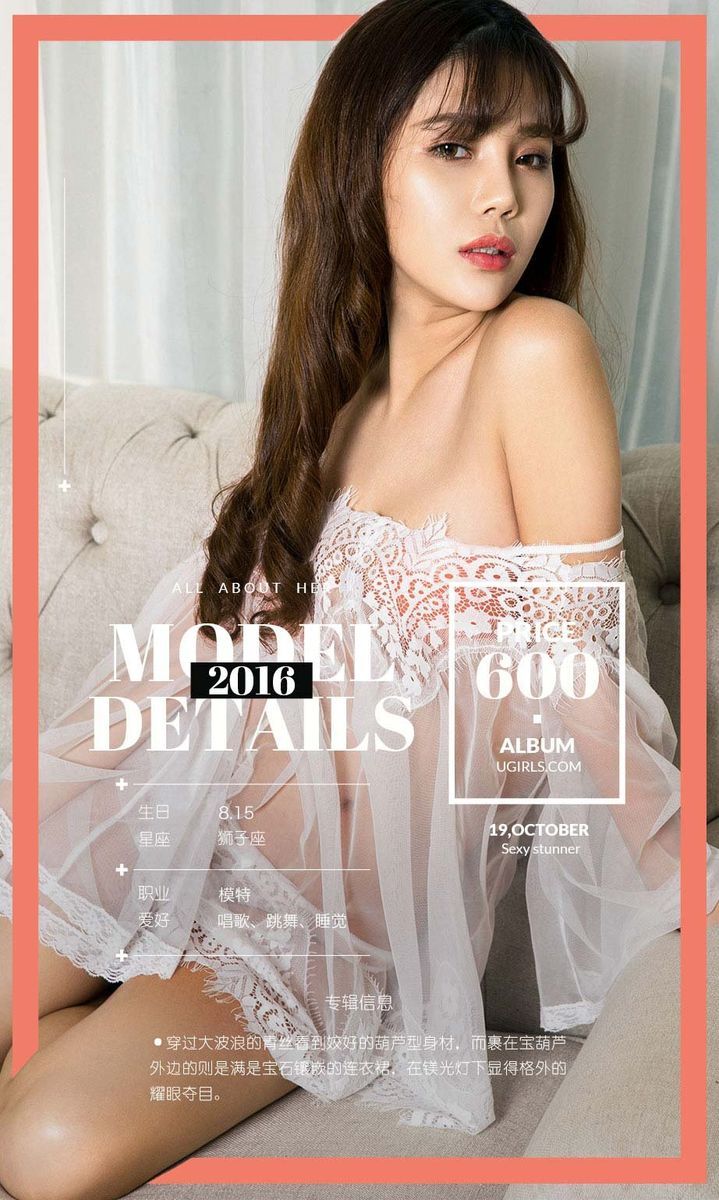 ALL ABOUT HER
MODEL
2016
DETAILS
PRICE
600
ALBUM
UGIRLS.COM
19,OCTOBER
Sexy stunner
生日 8.15
星座 狮子座
职业 模特
爱好 唱歌、跳舞、睡觉
专辑信息
●穿过大波浪的青丝看到姣好的葫芦型身材，而裹在宝葫芦
外边的则是满是宝石镶嵌的连衣裙，在镁光灯下显得格外的
耀眼夺目。